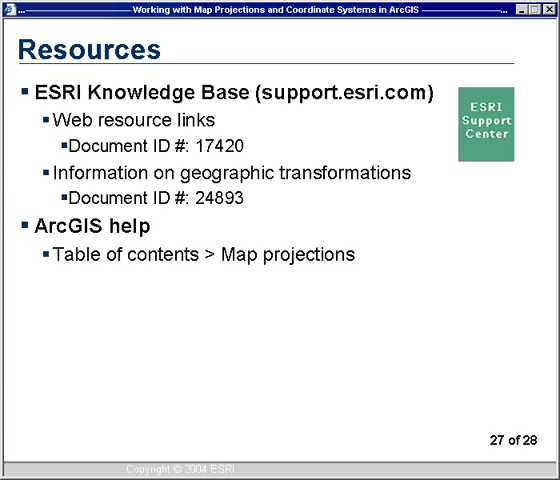 Working with Map Projections and Coordinate Systems in ArcGIS
Resources
ESRI Knowledge Base (support.esri.com)
Web resource links
Document ID #: 17420
Information on geographic transformations
Document ID #: 24893
ArcGIS help
Table of contents > Map projections
ESRI
Support
Center
27 of 28
Copyright © 2004 ESRI